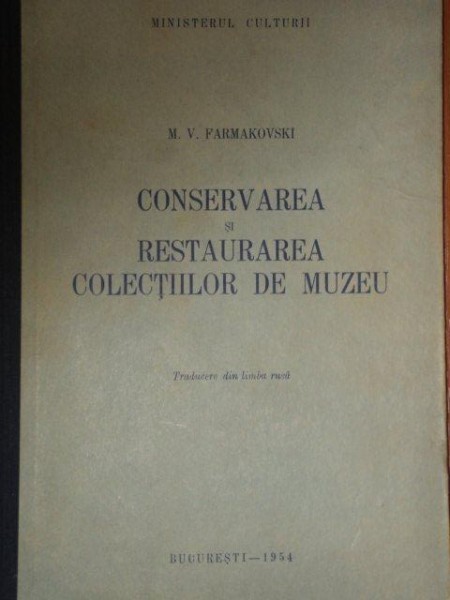 MINISTERUL CULTURII
M. V. FARMAKOVSKI
CONSERVAREA
ȘI
RESTAURAREA
COLECȚIILOR DE MUZEU
Traducere din limba rusă
BUCUREȘTI—1954